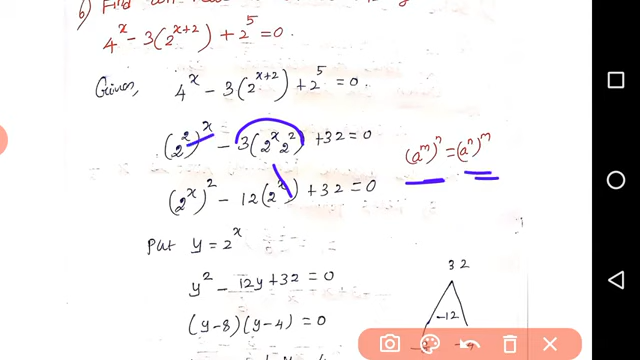 6) Find all real
4^x - 3(2^{x+2}) + 2^5 = 0.
Given 4^x - 3(2^{x+2}) + 2^5 = 0.
(2^2)^x - 3(2^x 2^2) + 32 = 0
(a^m)^n = (a^n)^m
(2^x)^2 - 12(2^x) + 32 = 0
Put y = 2^x
y^2 - 12y + 32 = 0
32
-12
(y-8)(y-4) = 0